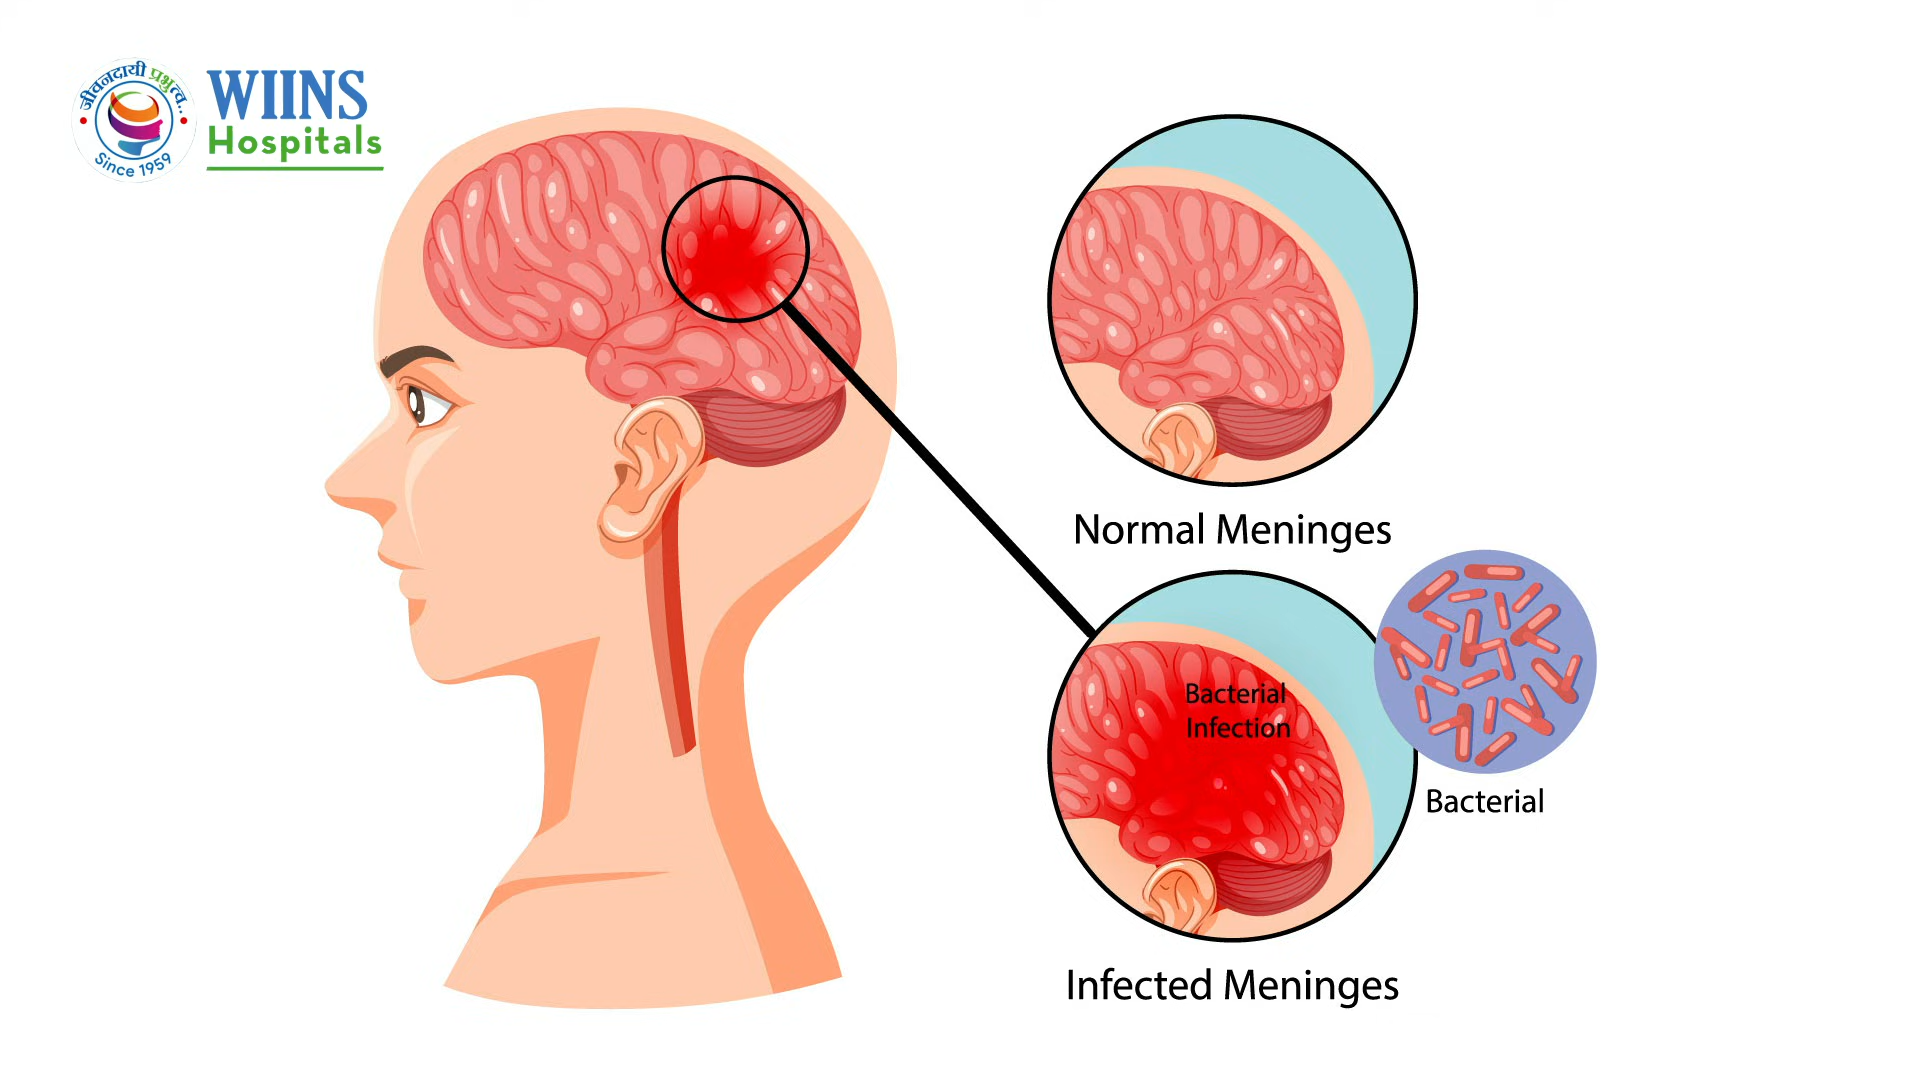 जीवनदायी प्रभुत्व..
Since 1959
WIINS
Hospitals
Normal Meninges
Bacterial
Infection
Bacterial
Infected Meninges